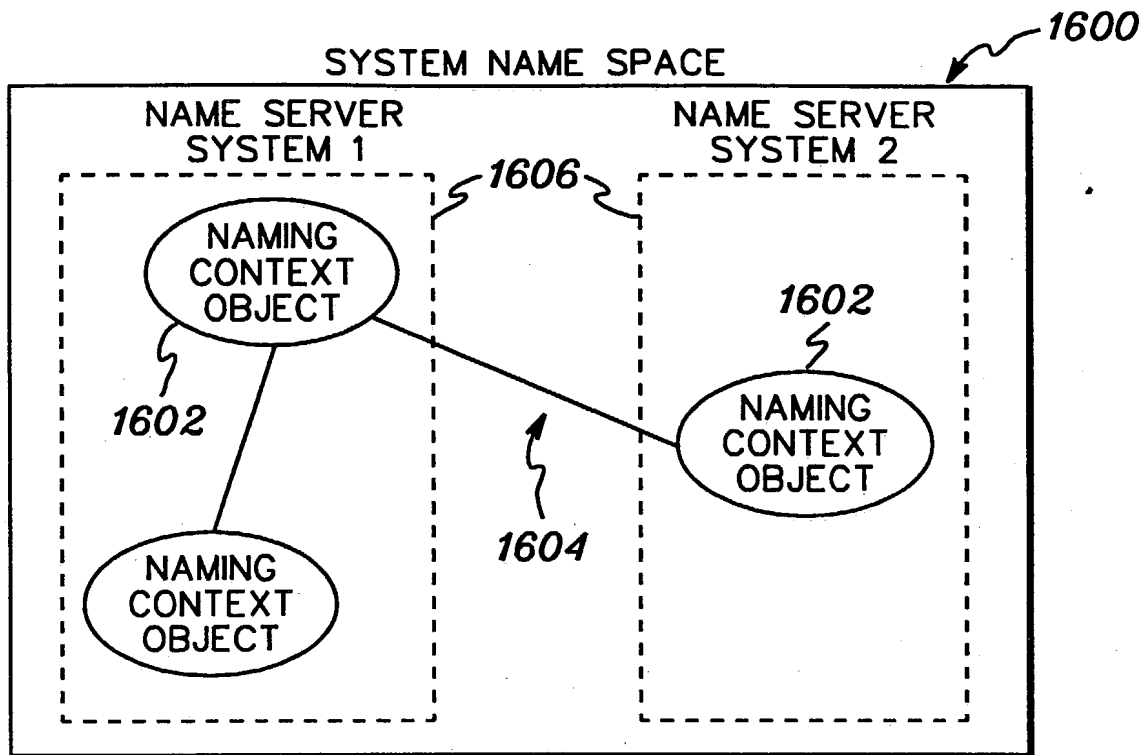 1600
SYSTEM NAME SPACE
NAME SERVER
SYSTEM 1
NAME SERVER
SYSTEM 2
1606
NAMING
CONTEXT
OBJECT
1602
1602
NAMING
CONTEXT
OBJECT
1604
NAMING
CONTEXT
OBJECT